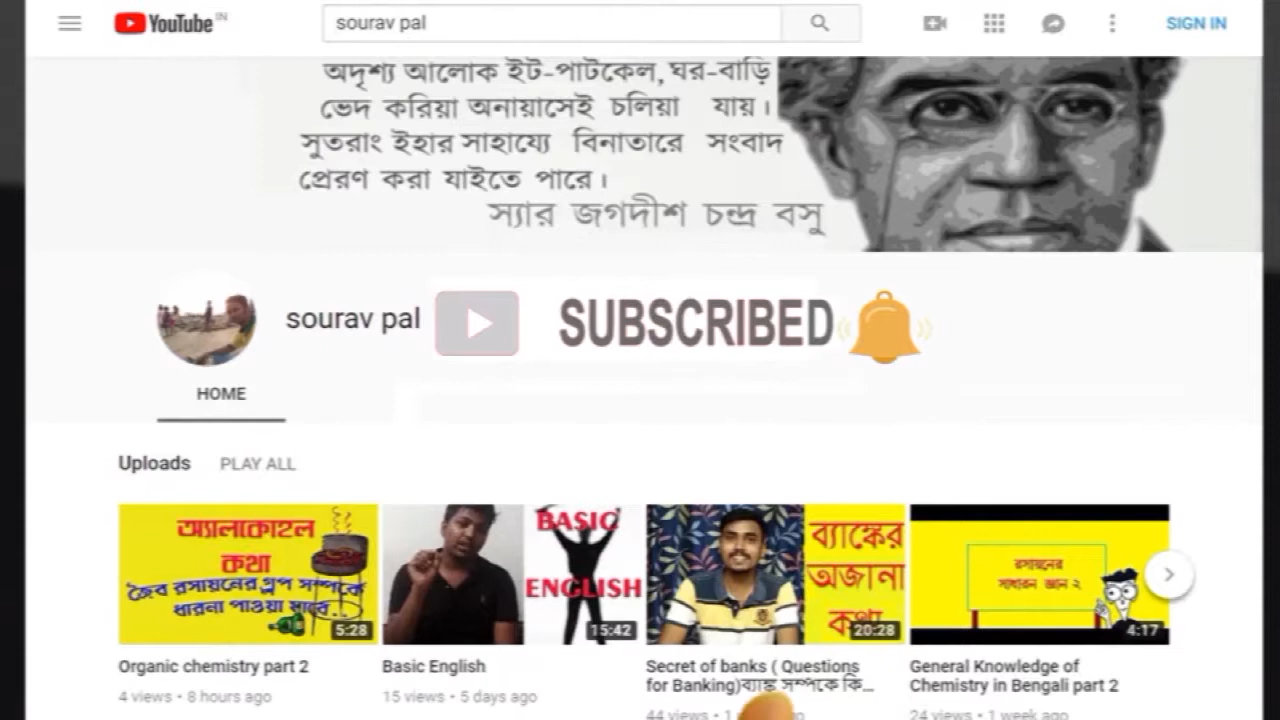 YouTube IN
sourav pal
SIGN IN
অদৃশ্য আলোক ইট-পাটকেল, ঘর-বাড়ি
ভেদ করিয়া অনায়াসেই চলিয়া যায়।
সুতরাং ইহার সাহায্যে বিনাতারে সংবাদ
প্রেরণ করা যাইতে পারে।
স্যার জগদীশ চন্দ্র বসু
sourav pal
SUBSCRIBED
HOME
Uploads PLAY ALL
অ্যালকোহল
কথা
জৈব রসায়নের গ্রুপ সম্পর্কে
ধারনা পাওয়া যাবে..
5:28
BASIC
ENGLISH
15:42
ব্যাঙ্কের
অজানা
কথা
20:28
রসায়নের
সাধারন জ্ঞান ২
4:17
Organic chemistry part 2
4 views • 8 hours ago
Basic English
15 views • 5 days ago
Secret of banks ( Questions
for Banking)ব্যাঙ্ক সম্পর্কে কি...
44 views • 1
General Knowledge of
Chemistry in Bengali part 2
24 views • 1 week ago